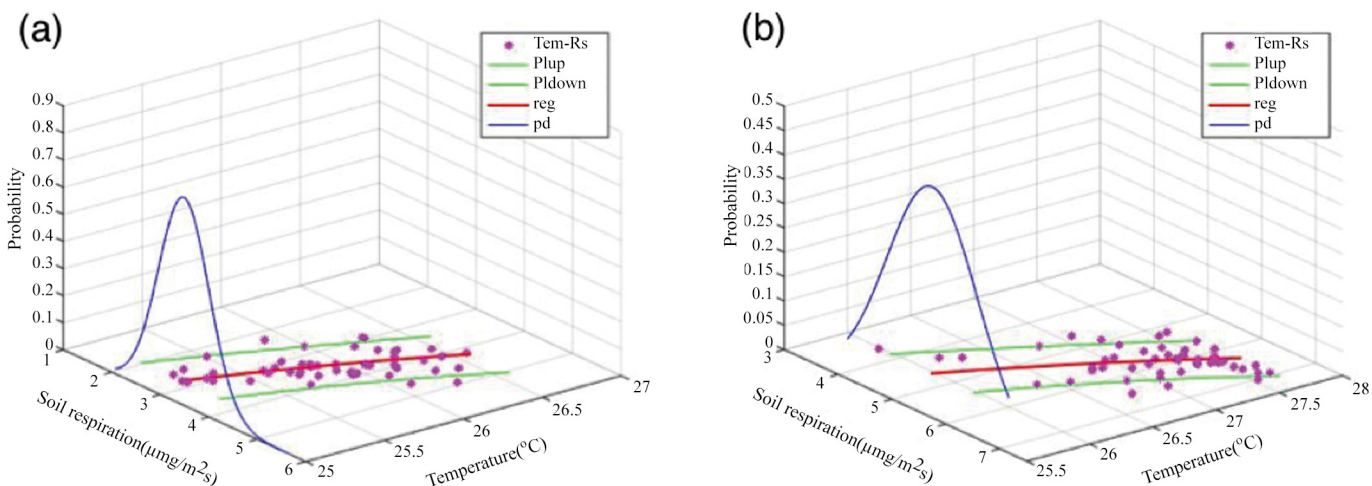 (a)
Tem-Rs
Plup
Pldown
reg
pd
0.9
0.8
0.7
0.6
0.5
0.4
0.3
0.2
0.1
0
Probability
1
2
3
4
5
6
Soil respiration(µmg/m²s)
25
25.5
26
26.5
27
Temperature(°C)
(b)
Tem-Rs
Plup
Pldown
reg
pd
0.5
0.45
0.4
0.35
0.3
0.25
0.2
0.15
0.1
0.05
0
Probability
3
4
5
6
7
Soil respiration(µmg/m²s)
25.5
26
26.5
27
27.5
28
Temperature(°C)